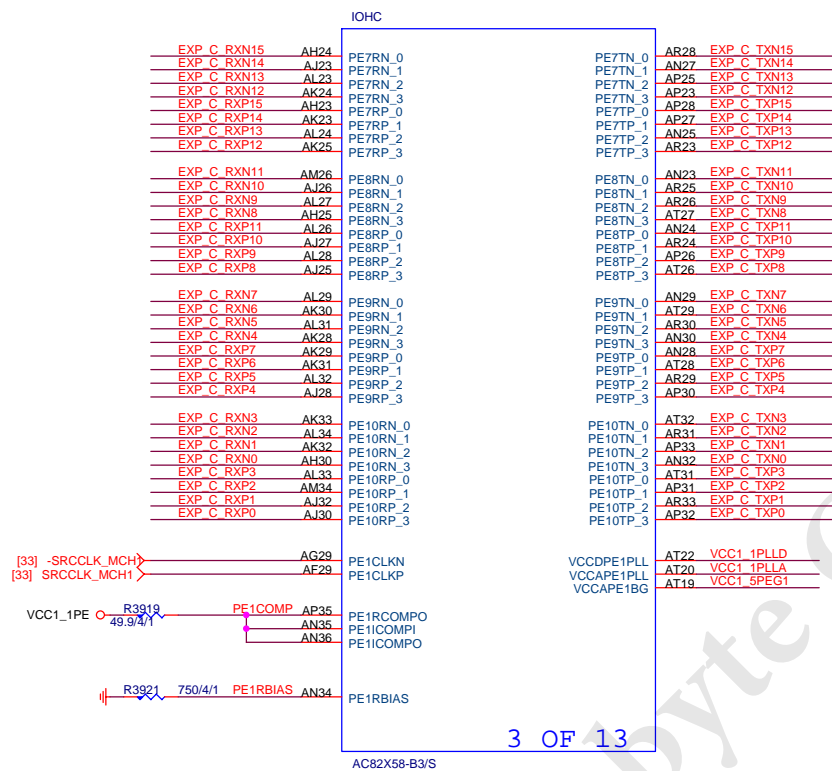 IOHC
EXP_C_RXN15 AH24 PE7RN_0 PE7TN_0 AR28 EXP_C_TXN15
EXP_C_RXN14 AJ23 PE7RN_1 PE7TN_1 AN27 EXP_C_TXN14
EXP_C_RXN13 AL23 PE7RN_2 PE7TN_2 AP25 EXP_C_TXN13
EXP_C_RXN12 AK24 PE7RN_3 PE7TN_3 AP23 EXP_C_TXN12
EXP_C_RXP15 AH23 PE7RP_0 PE7TP_0 AP28 EXP_C_TXP15
EXP_C_RXP14 AK23 PE7RP_1 PE7TP_1 AP27 EXP_C_TXP14
EXP_C_RXP13 AL24 PE7RP_2 PE7TP_2 AN25 EXP_C_TXP13
EXP_C_RXP12 AK25 PE7RP_3 PE7TP_3 AR23 EXP_C_TXP12
EXP_C_RXN11 AM26 PE8RN_0 PE8TN_0 AN23 EXP_C_TXN11
EXP_C_RXN10 AJ26 PE8RN_1 PE8TN_1 AR25 EXP_C_TXN10
EXP_C_RXN9 AL27 PE8RN_2 PE8TN_2 AR26 EXP_C_TXN9
EXP_C_RXN8 AH25 PE8RN_3 PE8TN_3 AT27 EXP_C_TXN8
EXP_C_RXP11 AL26 PE8RP_0 PE8TP_0 AN24 EXP_C_TXP11
EXP_C_RXP10 AJ27 PE8RP_1 PE8TP_1 AR24 EXP_C_TXP10
EXP_C_RXP9 AL28 PE8RP_2 PE8TP_2 AP26 EXP_C_TXP9
EXP_C_RXP8 AJ25 PE8RP_3 PE8TP_3 AT26 EXP_C_TXP8
EXP_C_RXN7 AL29 PE9RN_0 PE9TN_0 AN29 EXP_C_TXN7
EXP_C_RXN6 AK30 PE9RN_1 PE9TN_1 AT29 EXP_C_TXN6
EXP_C_RXN5 AL31 PE9RN_2 PE9TN_2 AR30 EXP_C_TXN5
EXP_C_RXN4 AK28 PE9RN_3 PE9TN_3 AN30 EXP_C_TXN4
EXP_C_RXP7 AK29 PE9RP_0 PE9TP_0 AN28 EXP_C_TXP7
EXP_C_RXP6 AK31 PE9RP_1 PE9TP_1 AT28 EXP_C_TXP6
EXP_C_RXP5 AL32 PE9RP_2 PE9TP_2 AR29 EXP_C_TXP5
EXP_C_RXP4 AJ28 PE9RP_3 PE9TP_3 AP30 EXP_C_TXP4
EXP_C_RXN3 AK33 PE10RN_0 PE10TN_0 AT32 EXP_C_TXN3
EXP_C_RXN2 AL34 PE10RN_1 PE10TN_1 AR31 EXP_C_TXN2
EXP_C_RXN1 AK32 PE10RN_2 PE10TN_2 AP33 EXP_C_TXN1
EXP_C_RXN0 AH30 PE10RN_3 PE10TN_3 AN32 EXP_C_TXN0
EXP_C_RXP3 AL33 PE10RP_0 PE10TP_0 AT31 EXP_C_TXP3
EXP_C_RXP2 AM34 PE10RP_1 PE10TP_1 AP31 EXP_C_TXP2
EXP_C_RXP1 AJ32 PE10RP_2 PE10TP_2 AR33 EXP_C_TXP1
EXP_C_RXP0 AJ30 PE10RP_3 PE10TP_3 AP32 EXP_C_TXP0
[33] -SRCCLK_MCH1 AG29 PE1CLKN VCCDPE1PLL AT22 VCC1_1PLLD
[33] SRCCLK_MCH1 AF29 PE1CLKP VCCAPE1PLL AT20 VCC1_1PLLA
VCCAPE1BG AT19 VCC1_5PEG1
VCC1_1PE R3919 49.9/4/1 PE1COMP AP35 PE1RCOMPO
AN35 PE1ICOMPI
AN36 PE1ICOMPO
R3921 750/4/1 PE1RBIAS AN34 PE1RBIAS
3 OF 13
AC82X58-B3/S
byte